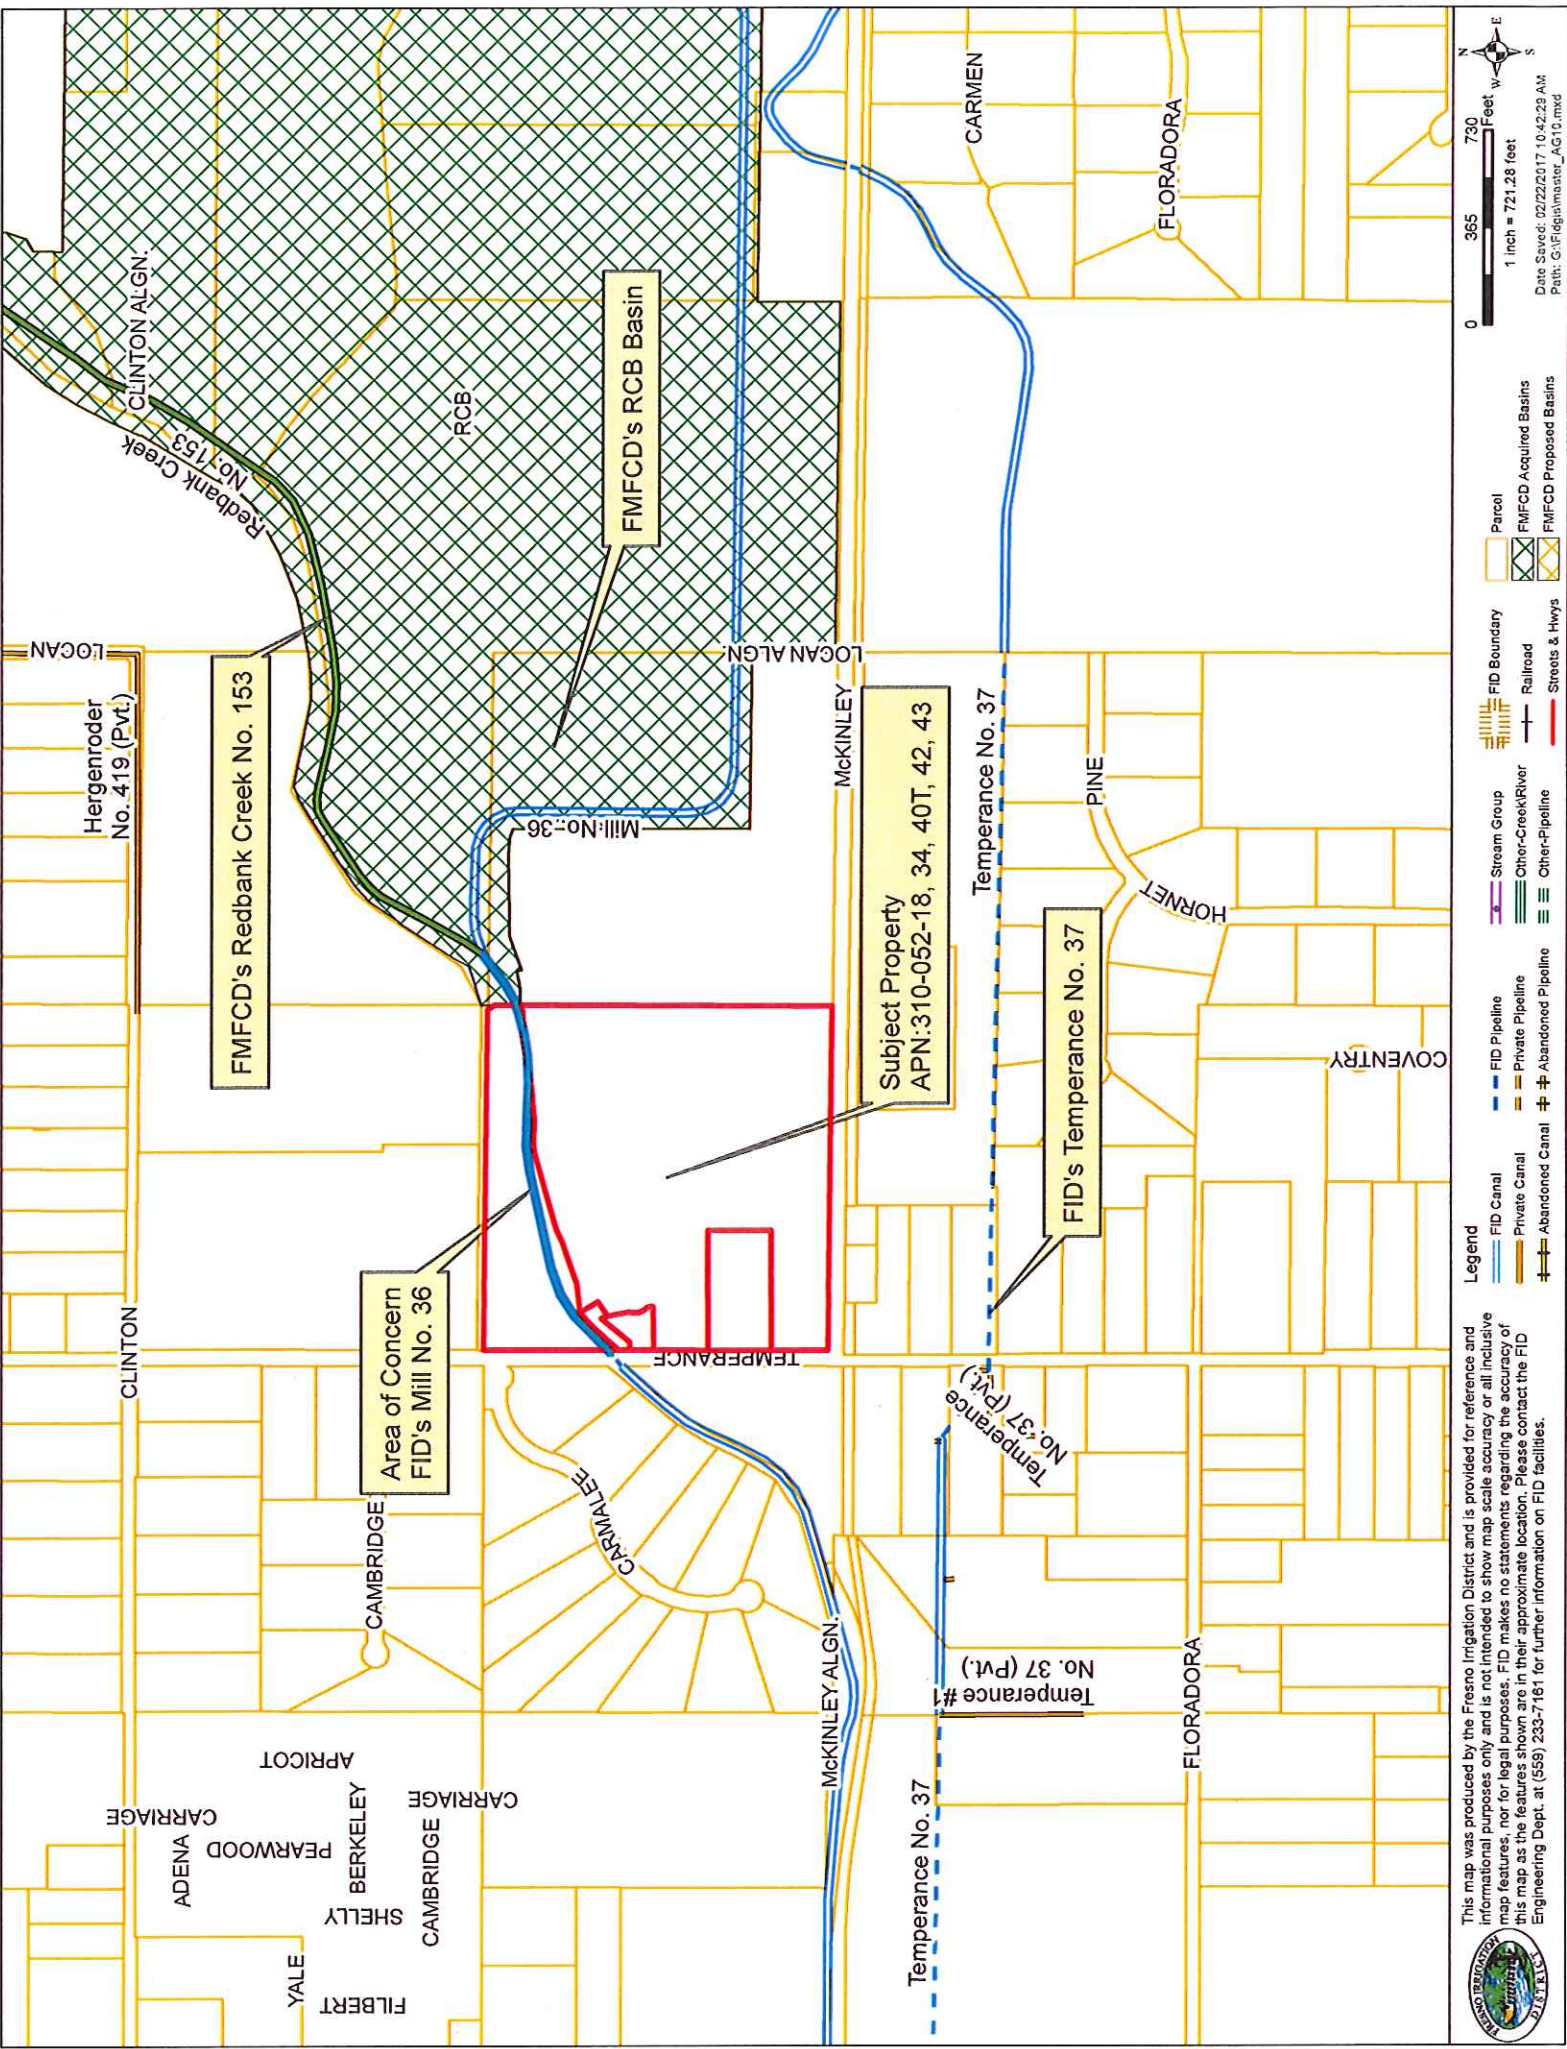 CLINTON
CLINTON ALGN.
LOCAN
Hergenroder
No. 419 (Pvt.)
Redbank Creek
No. 153
FMFCD's Redbank Creek No. 153
RCB
FMFCD's RCB Basin
Mill No. 36
LOCAN ALGN.
Area of Concern
FID's Mill No. 36
CAMBRIDGE
CARRIAGE
ADENA
PEARWOOD
APRICOT
BERKELEY
CARRIAGE
SHELLY
CAMBRIDGE
YALE
FILBERT
CARMALEE
TEMPERANCE
McKINLEY ALGN.
McKINLEY
Subject Property
APN:310-052-18, 34, 40T, 42, 43
Temperance No. 37
Temperance #1
No. 37 (Pvt.)
Temperance
No. 37 (Pvt.)
Temperance No. 37
FID's Temperance No. 37
PINE
HORNET
COVENTRY
CARMEN
FLORADORA
FLORADORA
FRESNO IRRIGATION
DISTRICT
This map was produced by the Fresno Irrigation District and is provided for reference and
informational purposes only and is not intended to show map scale accuracy or all inclusive
map features, nor for legal purposes. FID makes no statements regarding the accuracy of
this map as the features shown are in their approximate location. Please contact the FID
Engineering Dept. at (559) 233-7161 for further information on FID facilities.
Legend
FID Canal
Private Canal
Abandoned Canal
FID Pipeline
Private Pipeline
Abandoned Pipeline
Stream Group
Other-Creek\River
Other-Pipeline
FID Boundary
Railroad
Streets & Hwys
Parcel
FMFCD Acquired Basins
FMFCD Proposed Basins
0 365 730
Feet
1 inch = 721.28 feet
N
W E
S
Date Saved: 02/22/2017 10:42:29 AM
Path: G:\Fidgis\master_AG10.mxd